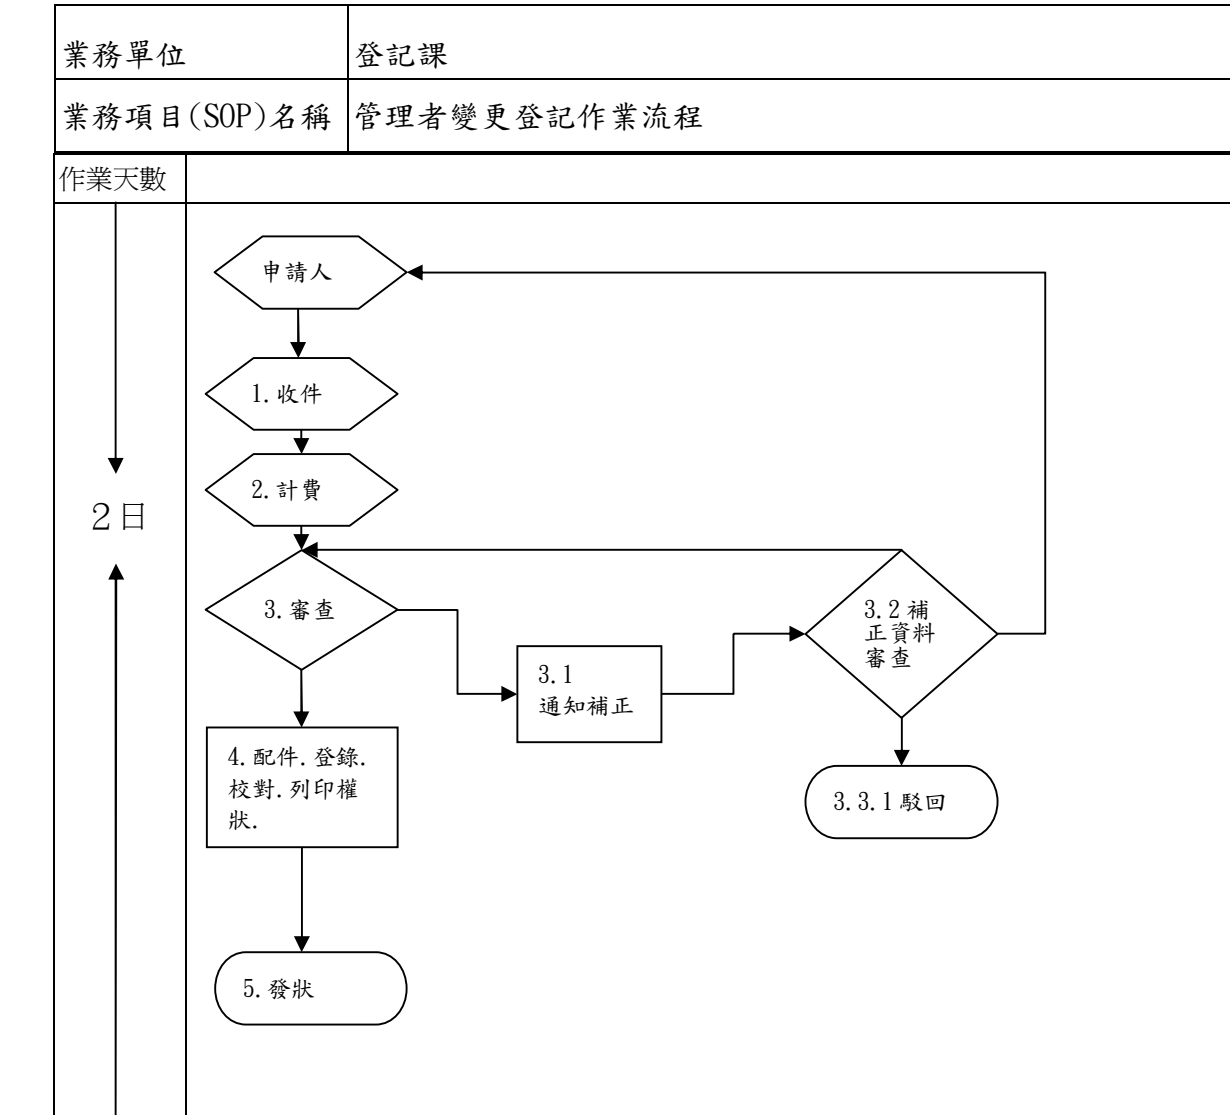 業務單位
登記課
業務項目(SOP)名稱
管理者變更登記作業流程
作業天數
２日
申請人
1.收件
2.計費
3.審查
3.1
通知補正
3.2補
正資料
審查
4.配件.登錄.
校對.列印權
狀.
3.3.1駁回
5.發狀